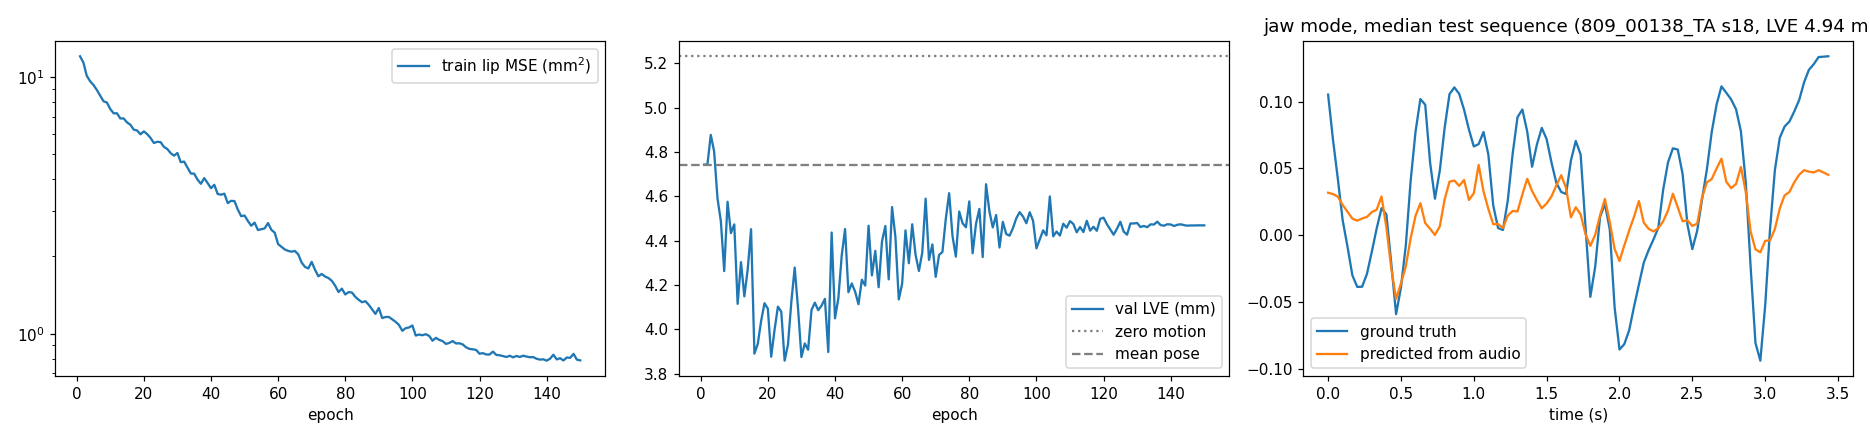 train lip MSE (mm²)
10¹
10⁰
0 20 40 60 80 100 120 140
epoch
5.2
5.0
4.8
4.6
4.4
4.2
4.0
3.8
val LVE (mm)
zero motion
mean pose
0 20 40 60 80 100 120 140
epoch
jaw mode, median test sequence (809_00138_TA s18, LVE 4.94 m
0.10
0.05
0.00
−0.05
−0.10
ground truth
predicted from audio
0.0 0.5 1.0 1.5 2.0 2.5 3.0 3.5
time (s)